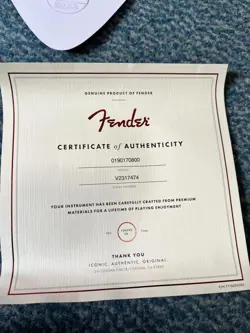 GENUINE PRODUCT OF FENDER
Fender
CERTIFICATE of AUTHENTICITY
0190170800
V2317474
YOUR INSTRUMENT HAS BEEN CAREFULLY CRAFTED FROM PREMIUM
MATERIALS FOR A LIFETIME OF PLAYING ENJOYMENT
THANK YOU
ICONIC. AUTHENTIC. ORIGINAL.